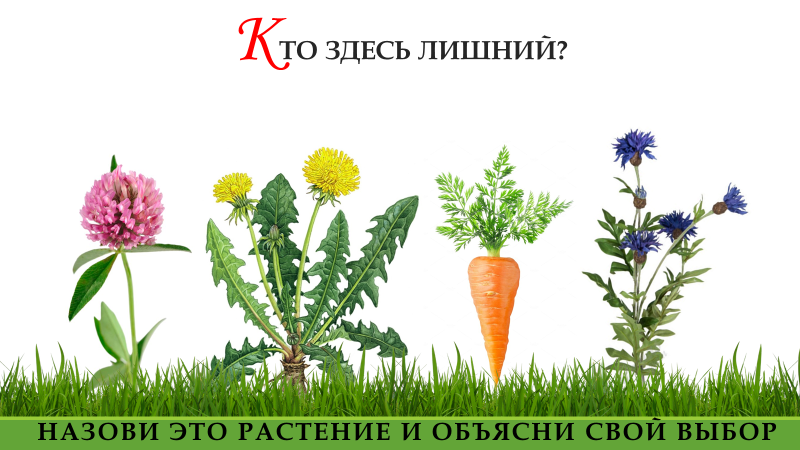 Кто здесь лишний?
НАЗОВИ ЭТО РАСТЕНИЕ И ОБЪЯСНИ СВОЙ ВЫБОР